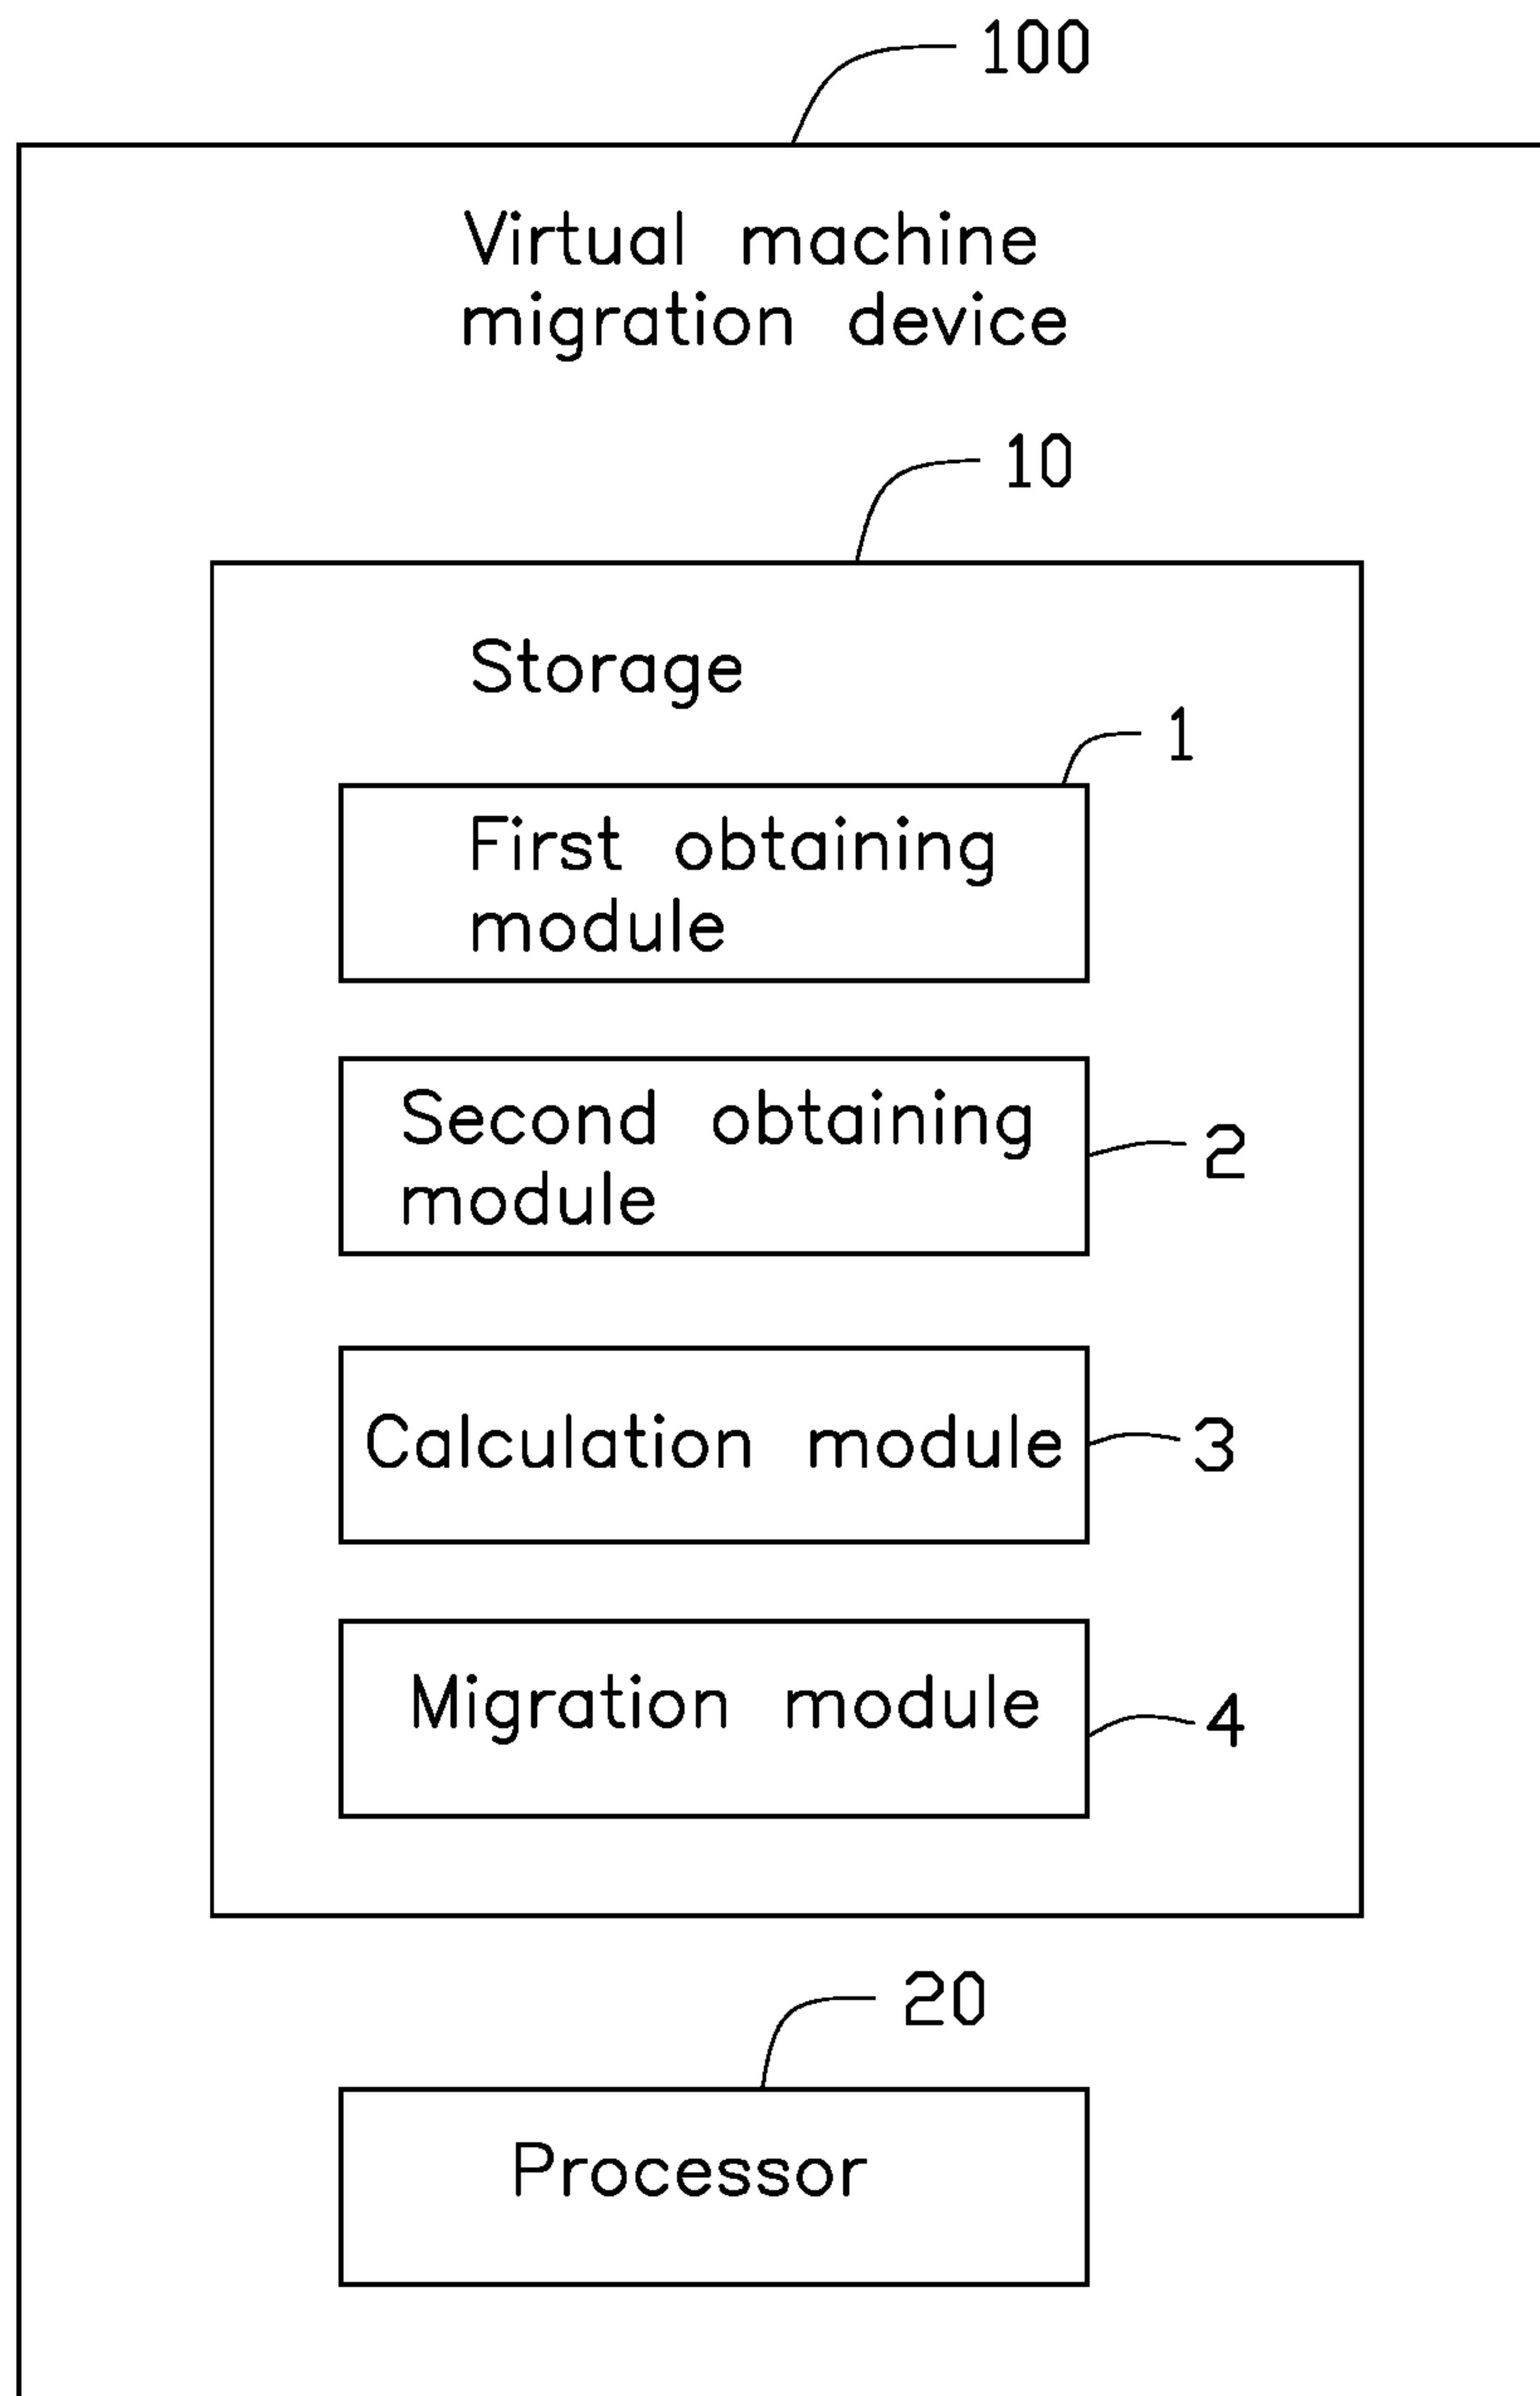 100
Virtual machine
migration device
10
Storage
1
First obtaining
module
Second obtaining
module
2
Calculation module
3
Migration module
4
20
Processor